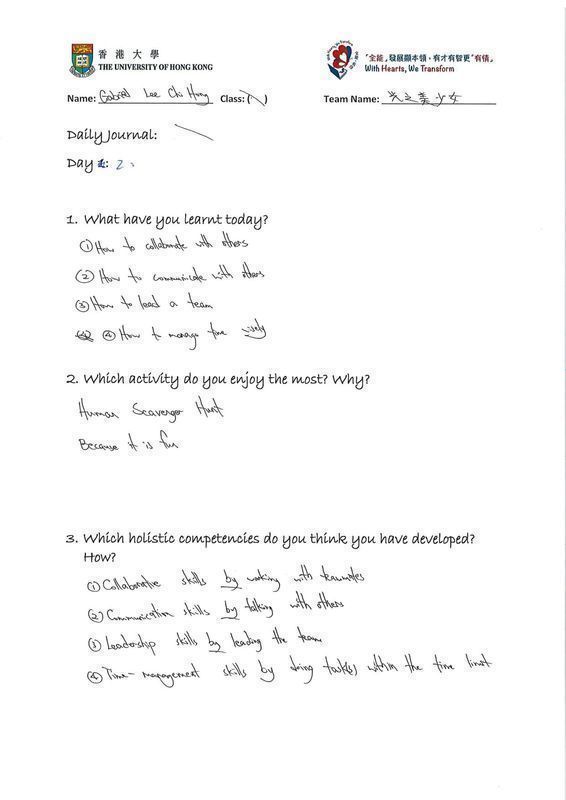 香港大學
THE UNIVERSITY OF HONG KONG
「全能」發展顯本領,有才有智更"有情」
With Hearts, We Transform
Name: Gabriel Lee Chi Hung Class: ( ) Team Name: 光之美少女
Daily Journal:
Day 1: 2
1. What have you learnt today?
① How to collaborate with others
② How to communicate with others
③ How to lead a team
④ How to manage time
2. Which activity do you enjoy the most? Why?
Human Scavenger Hunt
Because it is fun
3. Which holistic competencies do you think you have developed?
How?
① Collaborative skills by working with teammates
② Communication skills by talking with others
③ Leadership skills by leading the team
④ Time-management skills by doing task(s) within the time limit